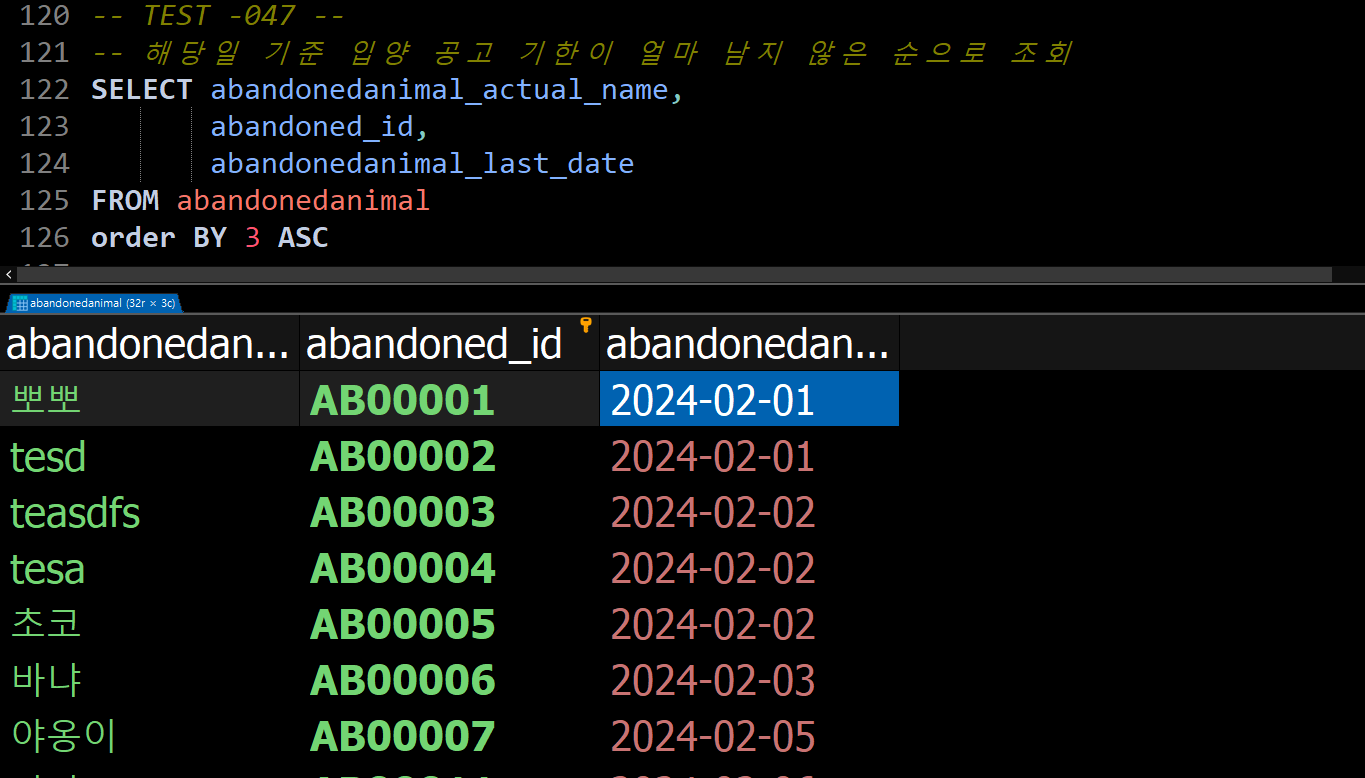 120 -- TEST -047 --
121 -- 해당일 기준 입양 공고 기한이 얼마 남지 않은 순으로 조회
122 SELECT abandonedanimal_actual_name,
123 abandoned_id,
124 abandonedanimal_last_date
125 FROM abandonedanimal
126 order BY 3 ASC
abandonedanimal (32r × 3c)
abandonedan... abandoned_id abandonedan...
뽀뽀 AB00001 2024-02-01
tesd AB00002 2024-02-01
teasdfs AB00003 2024-02-02
tesa AB00004 2024-02-02
초코 AB00005 2024-02-02
바냐 AB00006 2024-02-03
야옹이 AB00007 2024-02-05